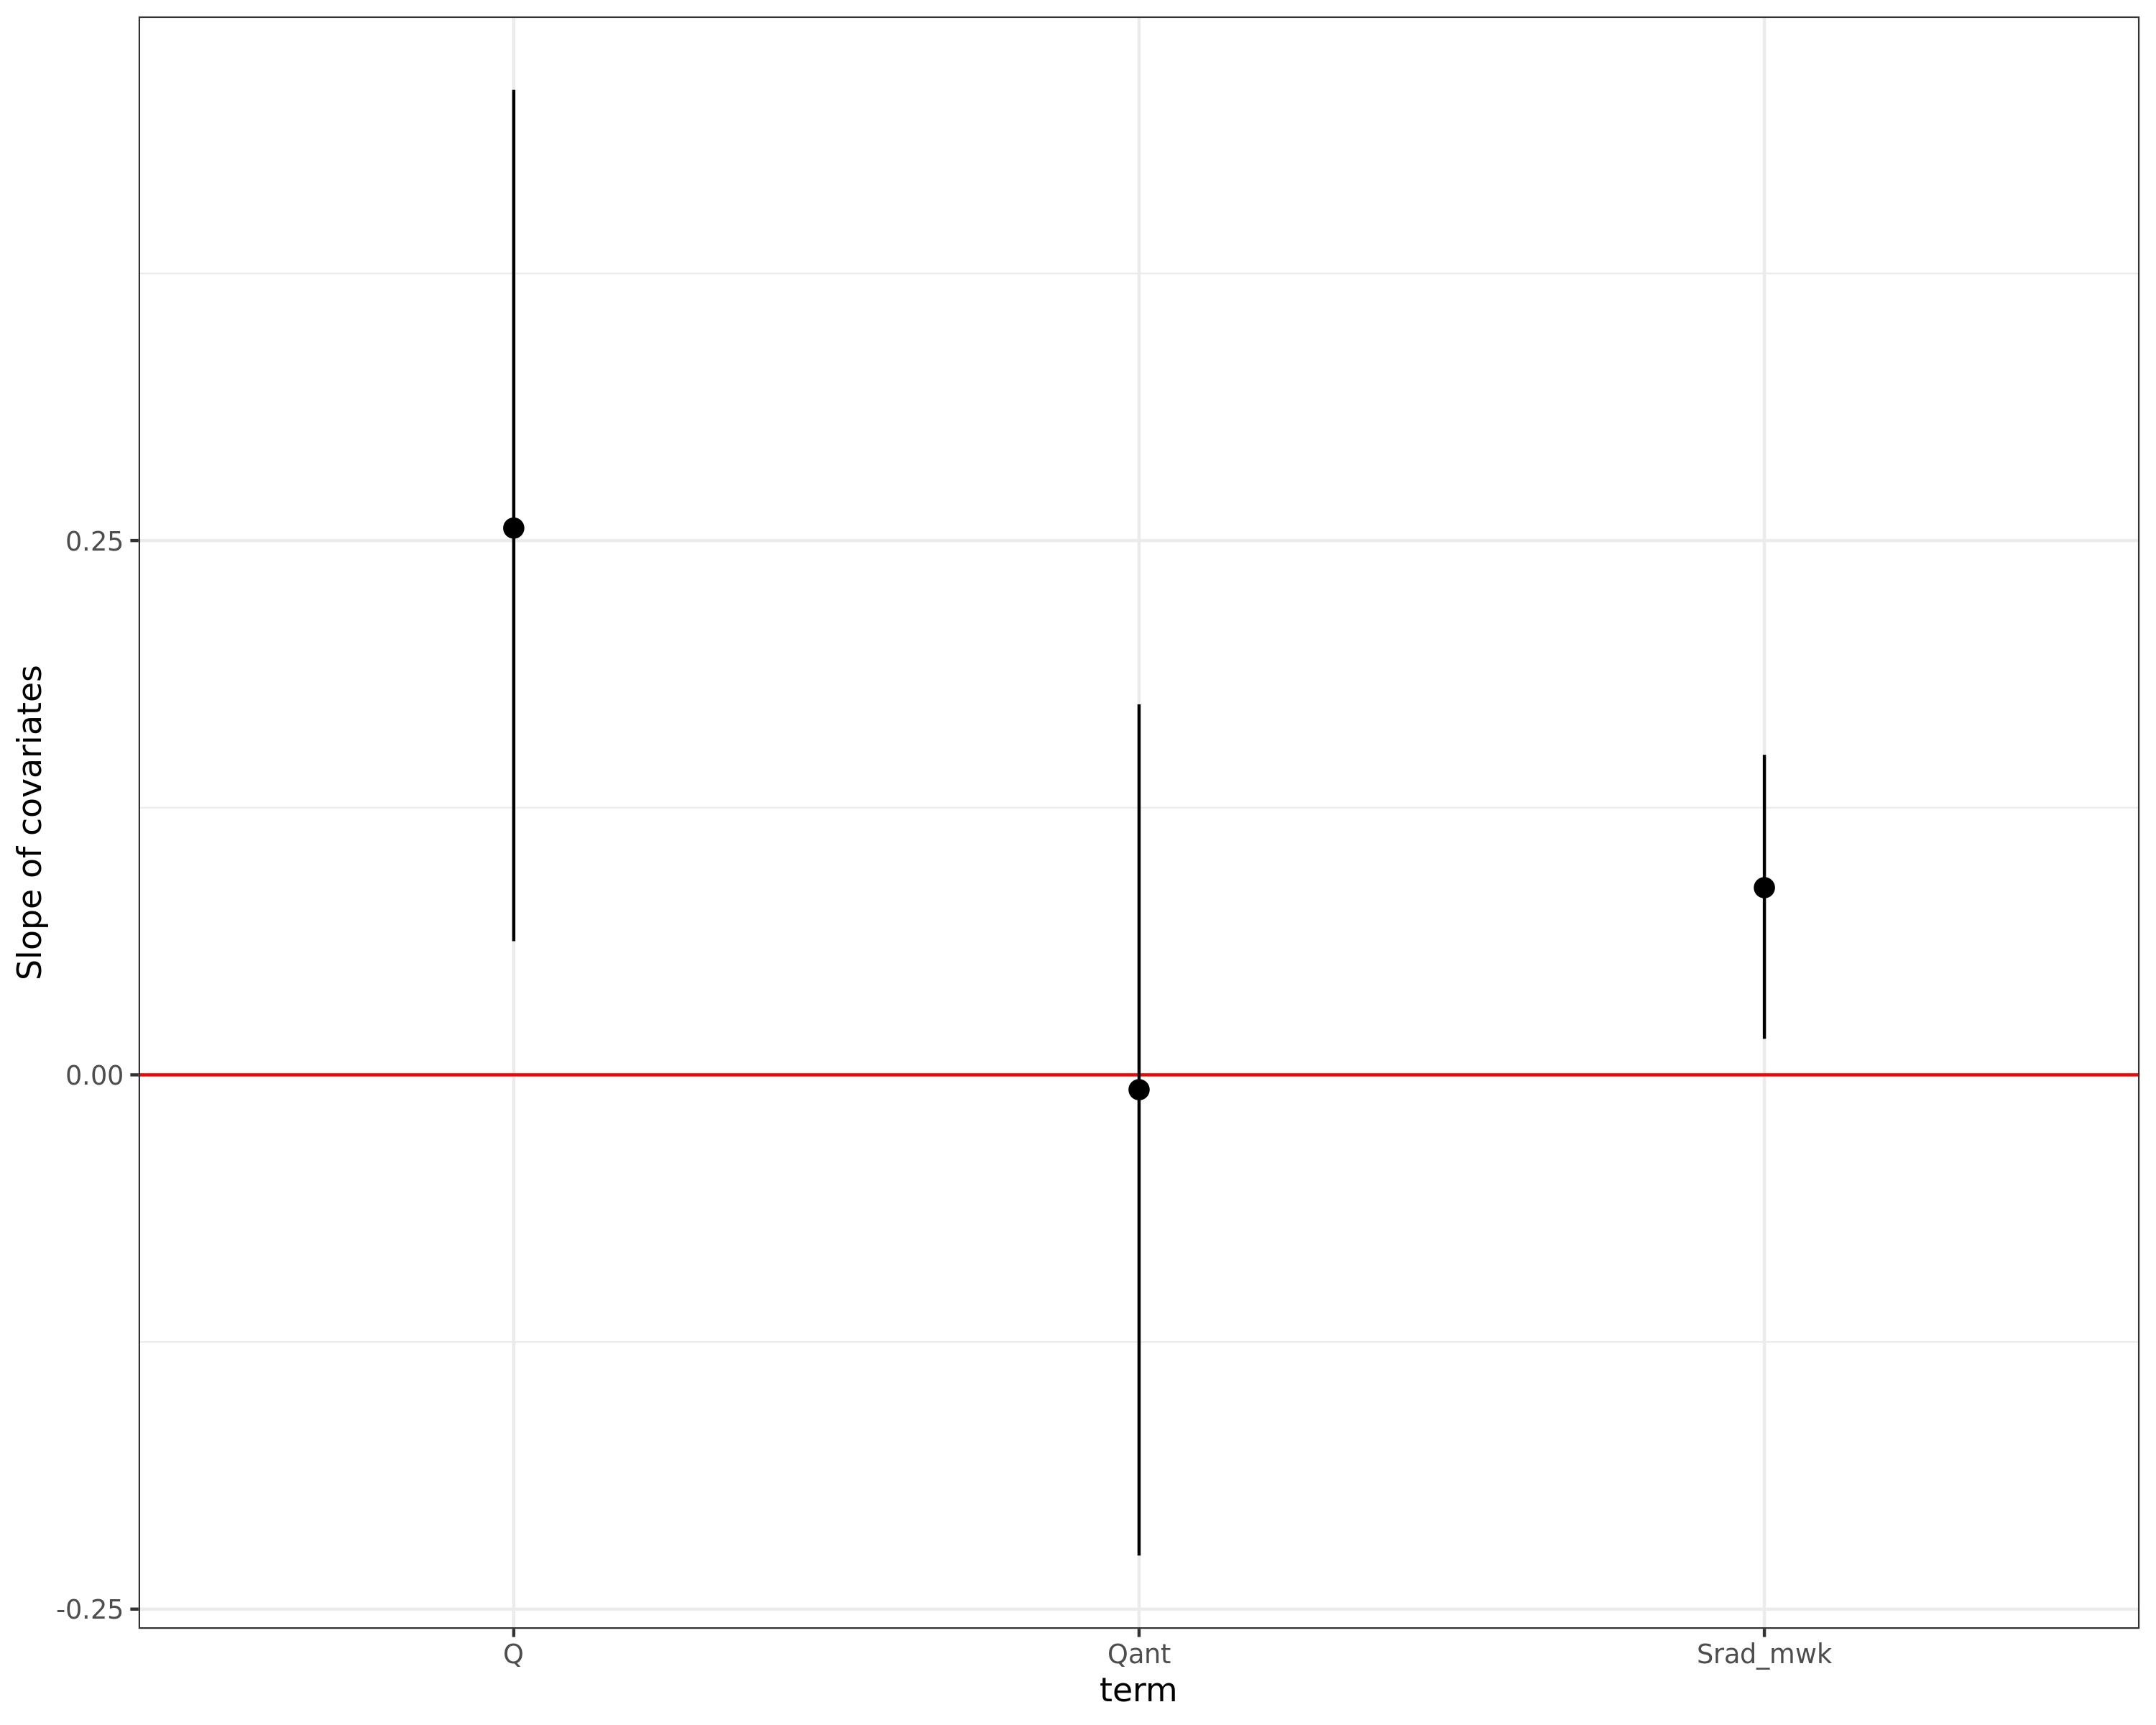 Slope of covariates
0.25
0.00
-0.25
Q
Qant
Srad_mwk
term